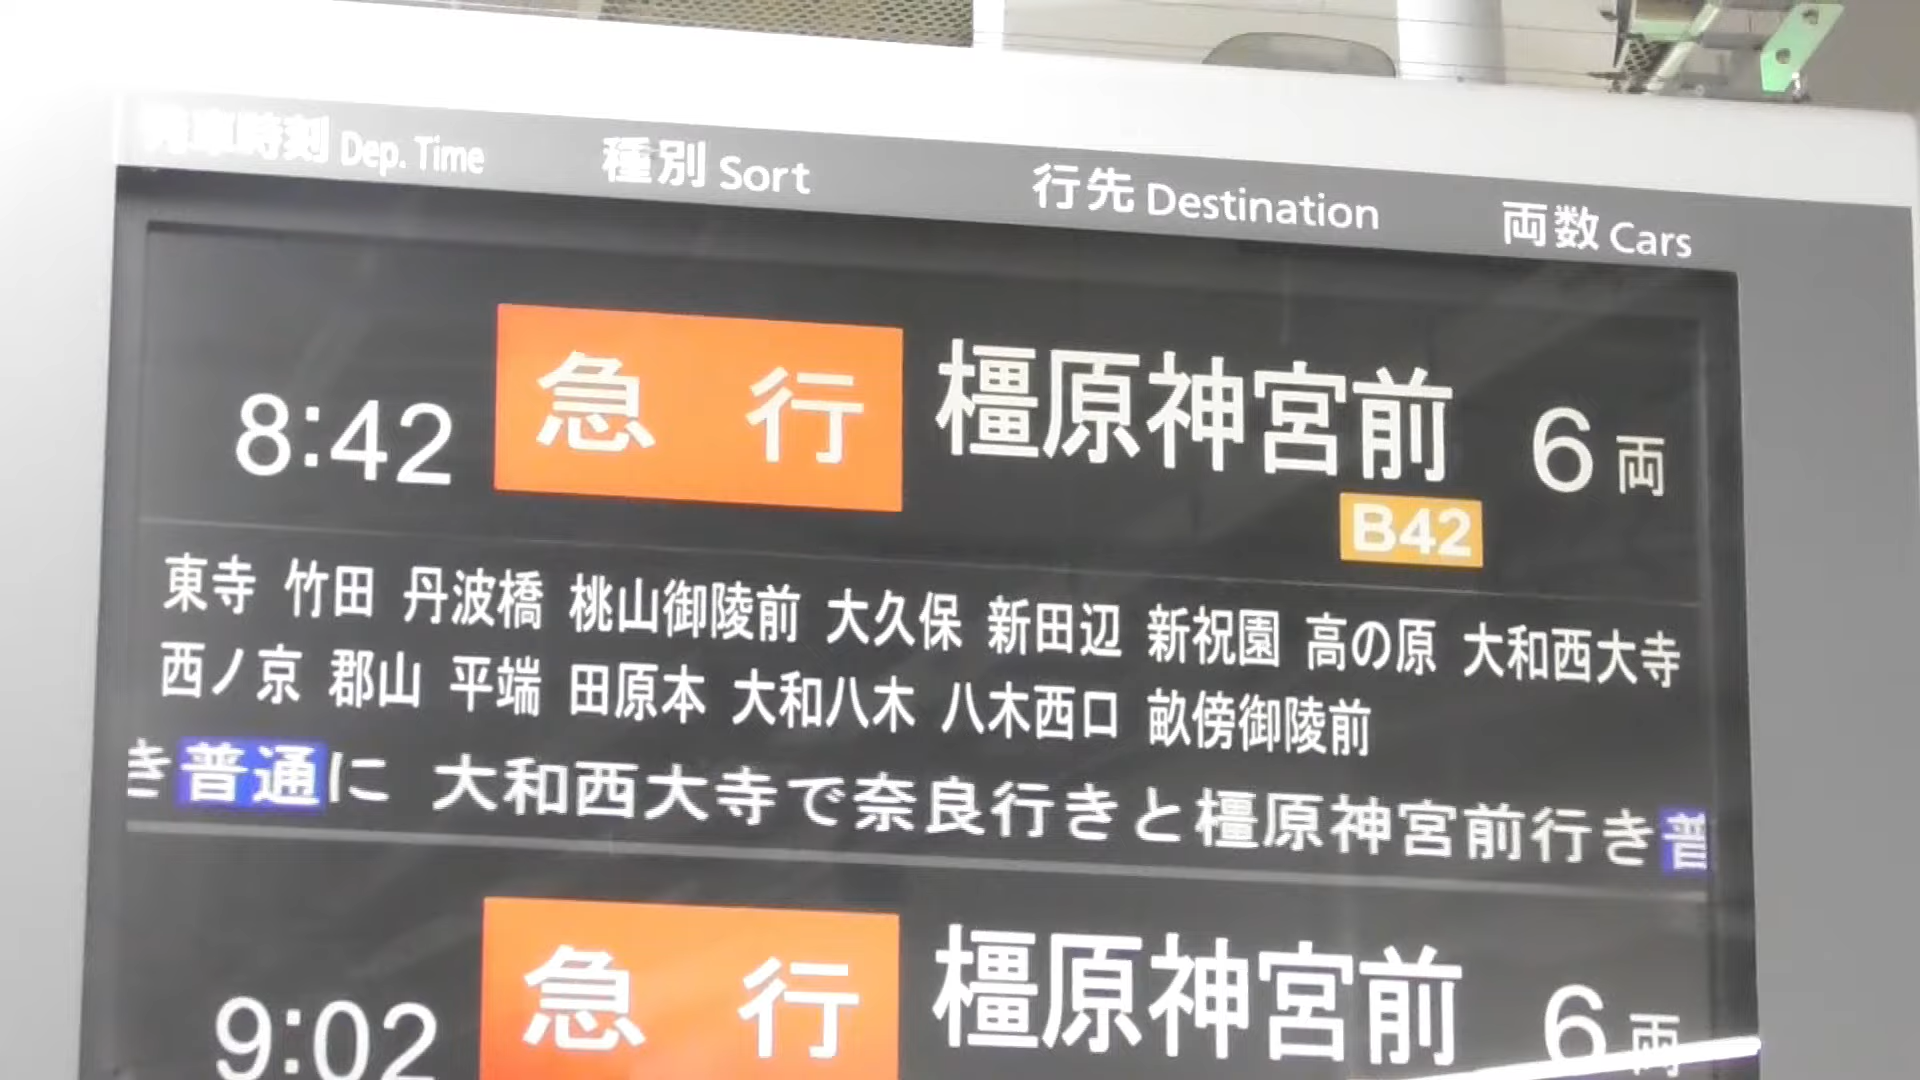 発車時刻 Dep. Time 種別 Sort 行先 Destination 両数 Cars
8:42 急行 橿原神宮前 6両
B42
東寺 竹田 丹波橋 桃山御陵前 大久保 新田辺 新祝園 高の原 大和西大寺
西ノ京 郡山 平端 田原本 大和八木 八木西口 畝傍御陵前
き普通に 大和西大寺で奈良行きと橿原神宮前行き普
9:02 急行 橿原神宮前 6両